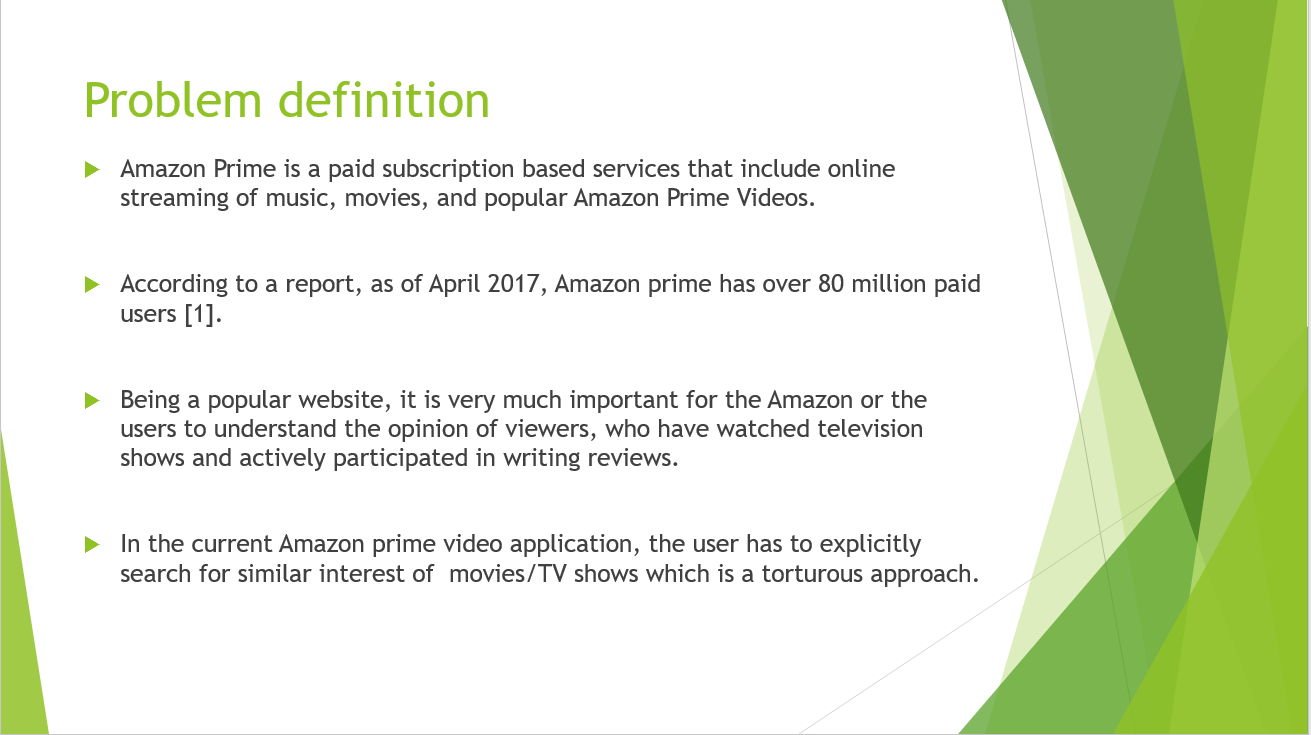 Problem definition
Amazon Prime is a paid subscription based services that include online
streaming of music, movies, and popular Amazon Prime Videos.
According to a report, as of April 2017, Amazon prime has over 80 million paid
users [1].
Being a popular website, it is very much important for the Amazon or the
users to understand the opinion of viewers, who have watched television
shows and actively participated in writing reviews.
In the current Amazon prime video application, the user has to explicitly
search for similar interest of  movies/TV shows which is a torturous approach.